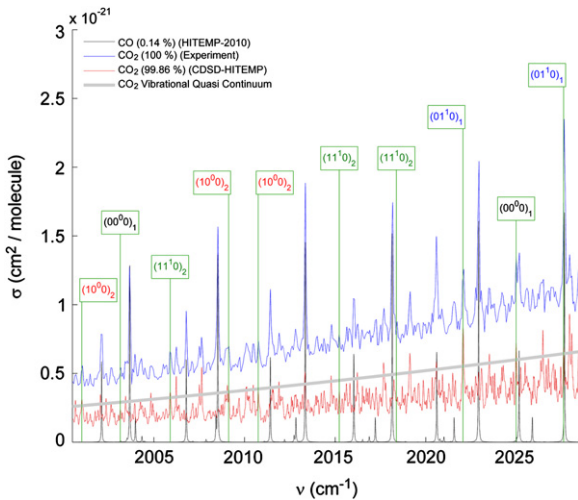 x 10⁻²¹
CO (0.14 %) (HITEMP-2010)
CO₂ (100 %) (Experiment)
CO₂ (99.86 %) (CDSD-HITEMP)
CO₂ Vibrational Quasi Continuum
(01¹0)₁
(11¹0)₂ (11¹0)₂
(01¹0)₁
(10⁰0)₂ (10⁰0)₂
(00⁰0)₁ (00⁰0)₁
(11¹0)₂
(10⁰0)₂
3
2.5
2
1.5
1
0.5
0
σ (cm² / molecule)
2005 2010 2015 2020 2025
ν (cm⁻¹)